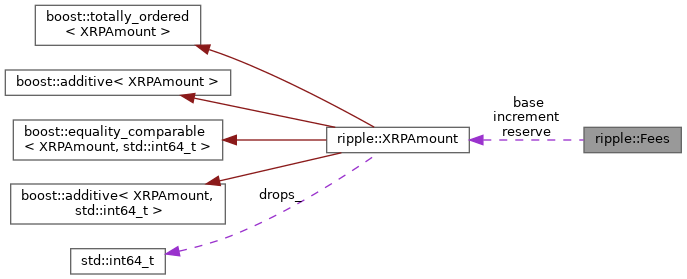 boost::totally_ordered
< XRPAmount >
boost::additive< XRPAmount >
boost::equality_comparable
< XRPAmount, std::int64_t >
boost::additive< XRPAmount,
std::int64_t >
std::int64_t
drops_
ripple::XRPAmount
base
increment
reserve
ripple::Fees